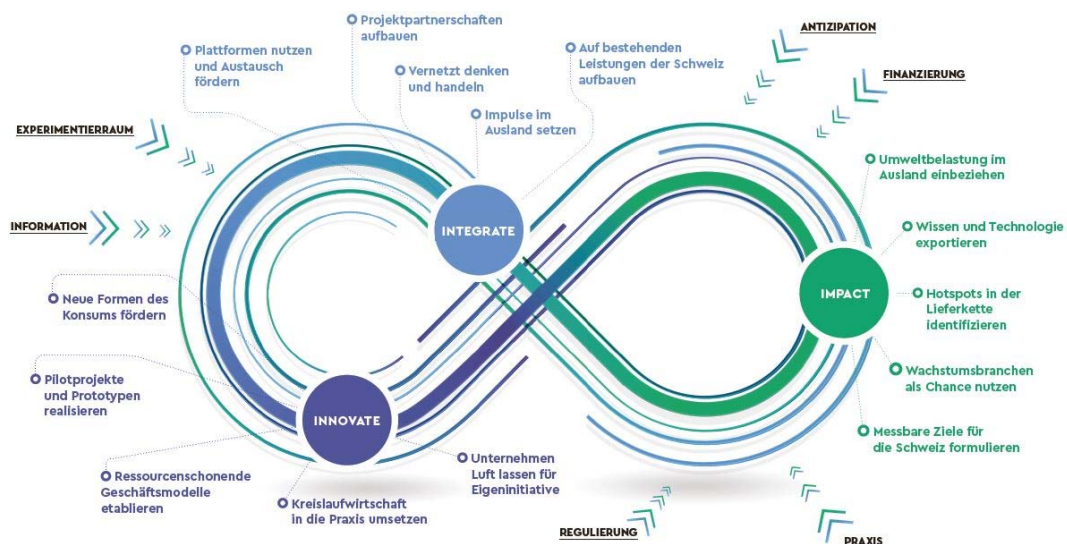 Projektpartnerschaften
aufbauen
Plattformen nutzen
und Austausch
fördern
Vernetzt denken
und handeln
Auf bestehenden
Leistungen der Schweiz
aufbauen
Impulse im
Ausland setzen
ANTIZIPATION
FINANZIERUNG
EXPERIMENTIERRAUM
INFORMATION
INTEGRATE
Umweltbelastung im
Ausland einbeziehen
Wissen und Technologie
exportieren
IMPACT
Hotspots in der
Lieferkette
identifizieren
Wachstumsbranchen
als Chance nutzen
Messbare Ziele für
die Schweiz formulieren
Neue Formen des
Konsums fördern
Pilotprojekte
und Prototypen
realisieren
INNOVATE
Ressourcenschonende
Geschäftsmodelle
etablieren
Kreislaufwirtschaft
in die Praxis umsetzen
Unternehmen
Luft lassen für
Eigeninitiative
REGULIERUNG
PRAXIS